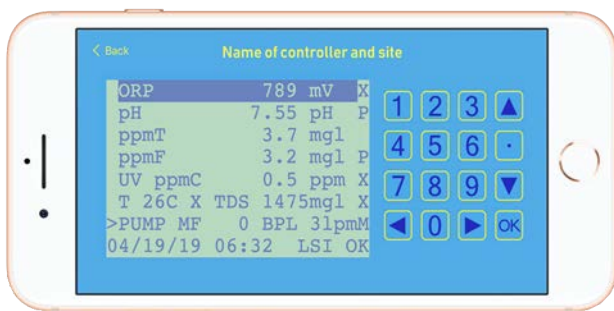 < Back
Name of controller and site
ORP 789 mV X
pH 7.55 pH P
ppmT 3.7 mgl
ppmF 3.2 mgl P
UV ppmC 0.5 ppm X
T 26C X TDS 1475mgl X
>PUMP MF 0 BPL 3lpmM
04/19/19 06:32 LSI OK
1 2 3 ▲
4 5 6 .
7 8 9 ▼
◀ 0 ▶ OK